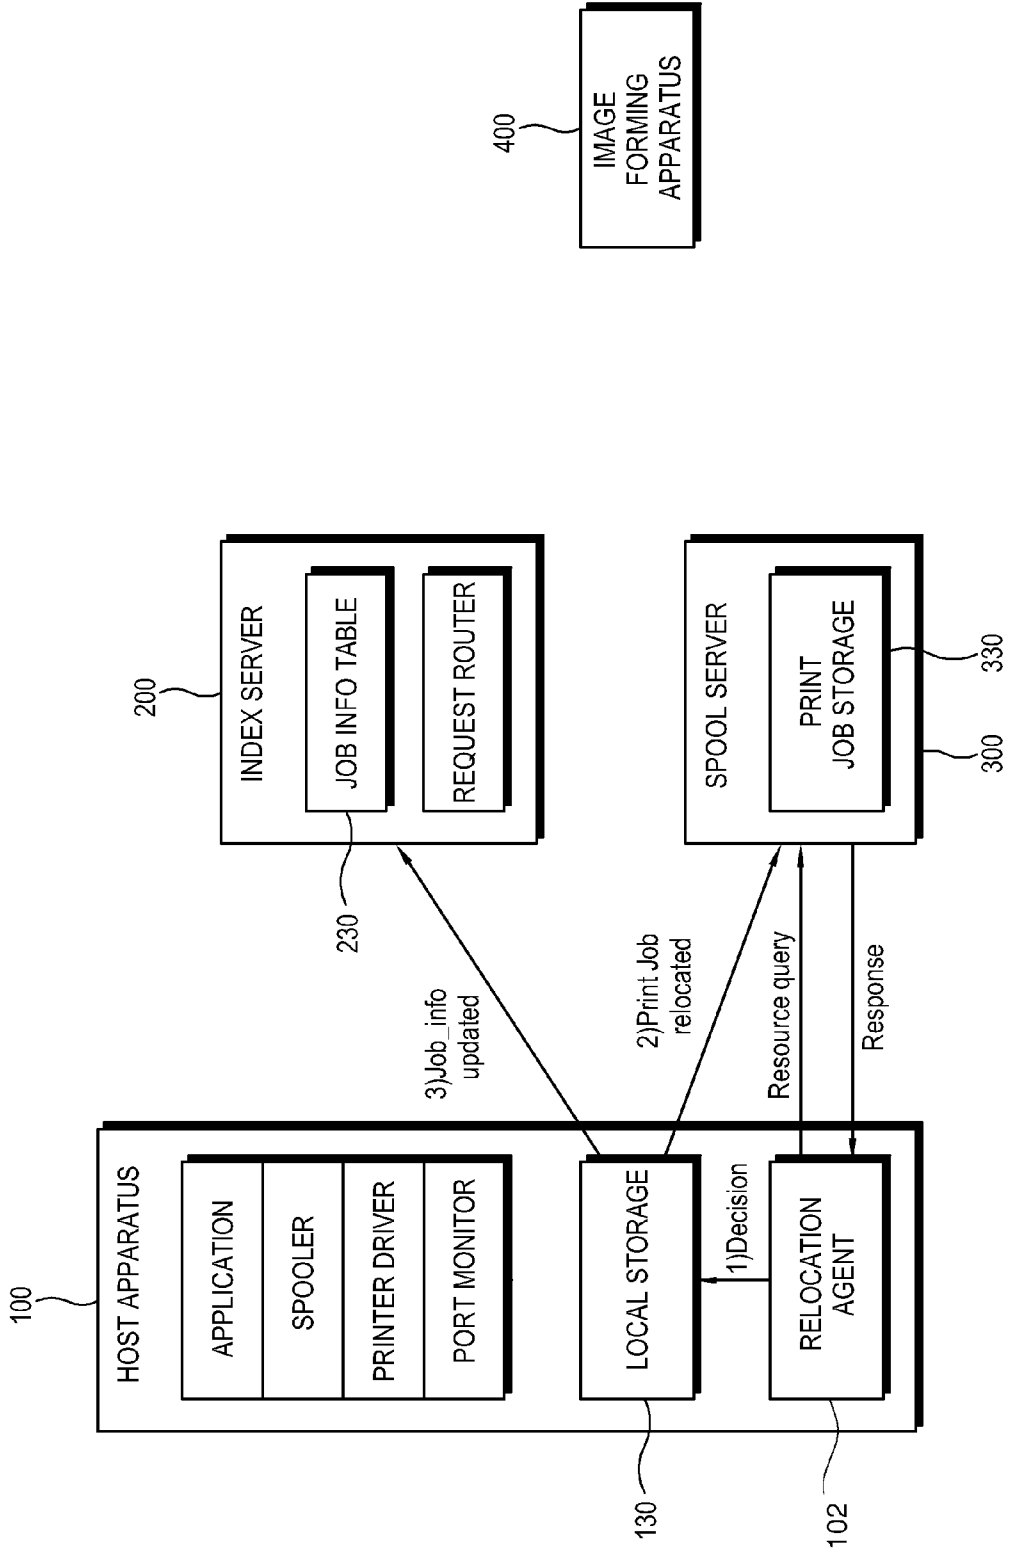 100
HOST APPARATUS
APPLICATION
SPOOLER
PRINTER DRIVER
PORT MONITOR
LOCAL STORAGE
130
1)Decision
RELOCATION
AGENT
102
3)Job_info
updated
2)Print Job
relocated
Resource query
Response
200
INDEX SERVER
JOB INFO TABLE
230
REQUEST ROUTER
SPOOL SERVER
PRINT
JOB STORAGE
330
300
400
IMAGE
FORMING
APPARATUS